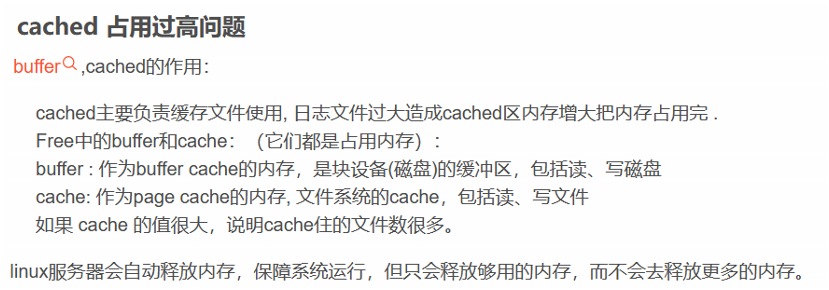 cached 占用过高问题
buffer ,cached的作用：
cached主要负责缓存文件使用, 日志文件过大造成cached区内存增大把内存占用完 .
Free中的buffer和cache：（它们都是占用内存）:
buffer : 作为buffer cache的内存，是块设备(磁盘)的缓冲区，包括读、写磁盘
cache: 作为page cache的内存, 文件系统的cache，包括读、写文件
如果 cache 的值很大，说明cache住的文件数很多。
linux服务器会自动释放内存，保障系统运行，但只会释放够用的内存，而不会去释放更多的内存。